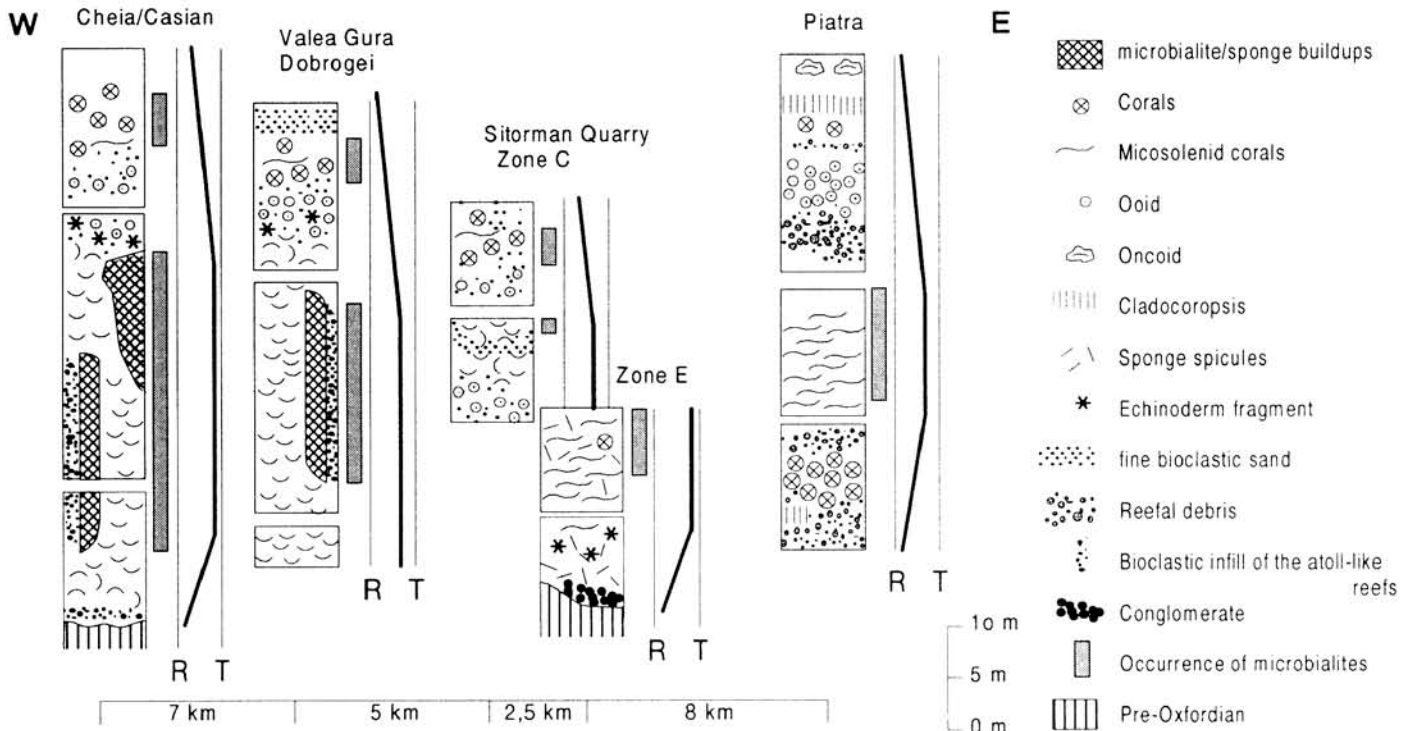 W
Cheia/Casian
Valea Gura
Dobrogei
Sitorman Quarry
Zone C
Zone E
Piatra
E
R T
R T
R T
R T
7 km
5 km
2,5 km
8 km
1o m
5 m
o m
microbialite/sponge buildups
Corals
Micosolenid corals
Ooid
Oncoid
Cladocoropsis
Sponge spicules
Echinoderm fragment
fine bioclastic sand
Reefal debris
Bioclastic infill of the atoll-like
reefs
Conglomerate
Occurrence of microbialites
Pre-Oxfordian